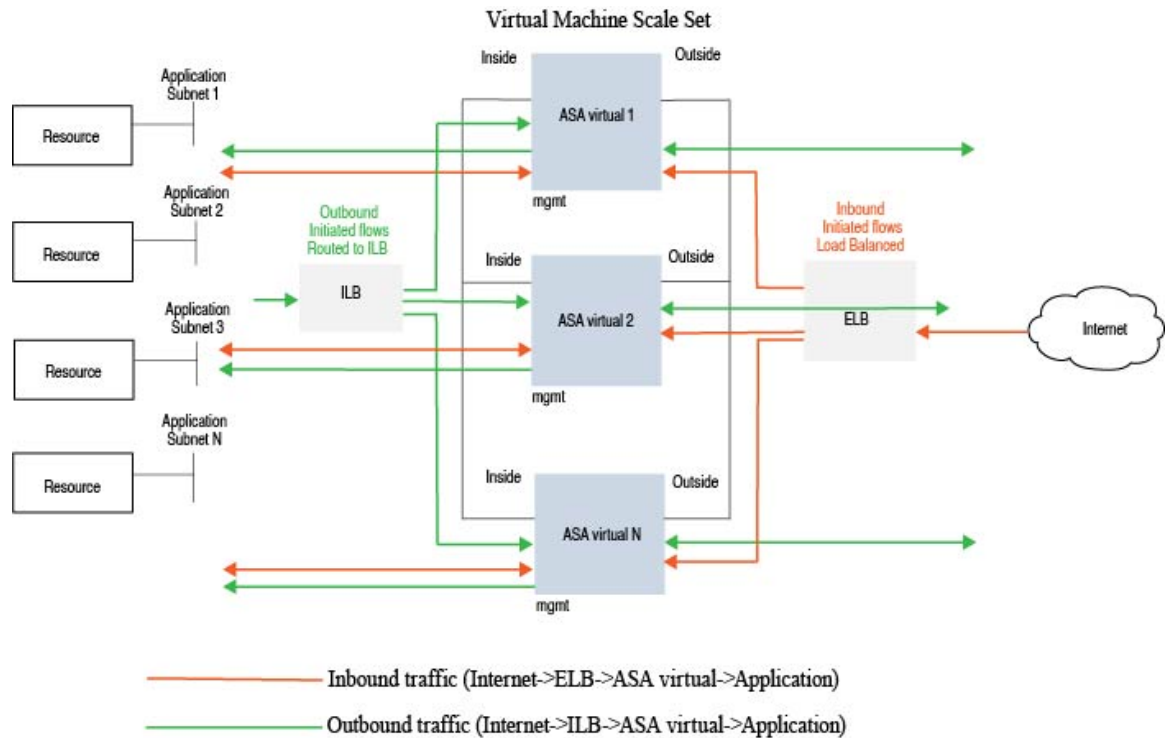 Virtual Machine Scale Set
Inside
Outside
Application
Subnet 1
Resource
ASA virtual 1
mgmt
Application
Subnet 2
Resource
Outbound
Initiated flows
Routed to ILB
ILB
Inside
Outside
ASA virtual 2
mgmt
Inbound
Initiated flows
Load Balanced
ELB
Internet
Application
Subnet 3
Resource
Application
Subnet N
Resource
Inside
Outside
ASA virtual N
mgmt
Inbound traffic (Internet->ELB->ASA virtual->Application)
Outbound traffic (Internet->ILB->ASA virtual->Application)